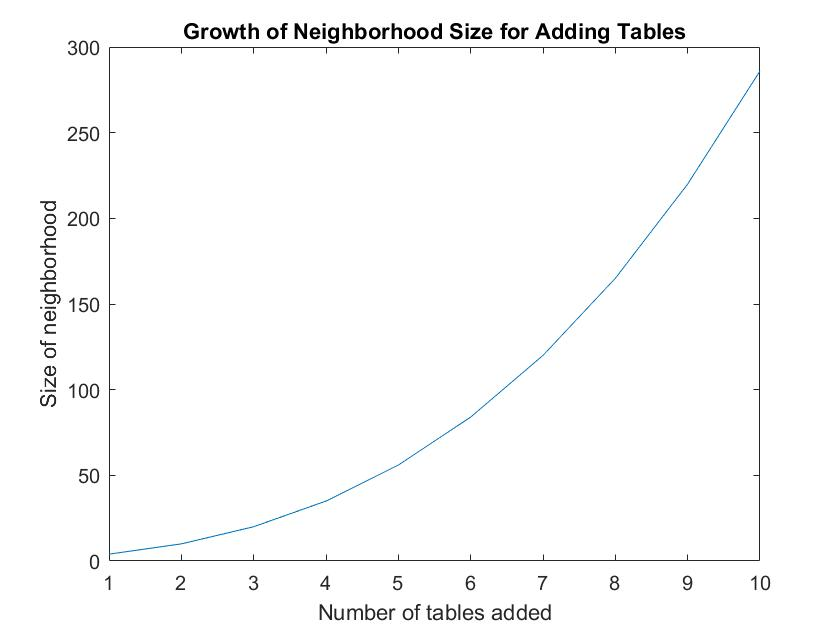 Growth of Neighborhood Size for Adding Tables
300
250
200
150
100
50
0
Size of neighborhood
1 2 3 4 5 6 7 8 9 10
Number of tables added